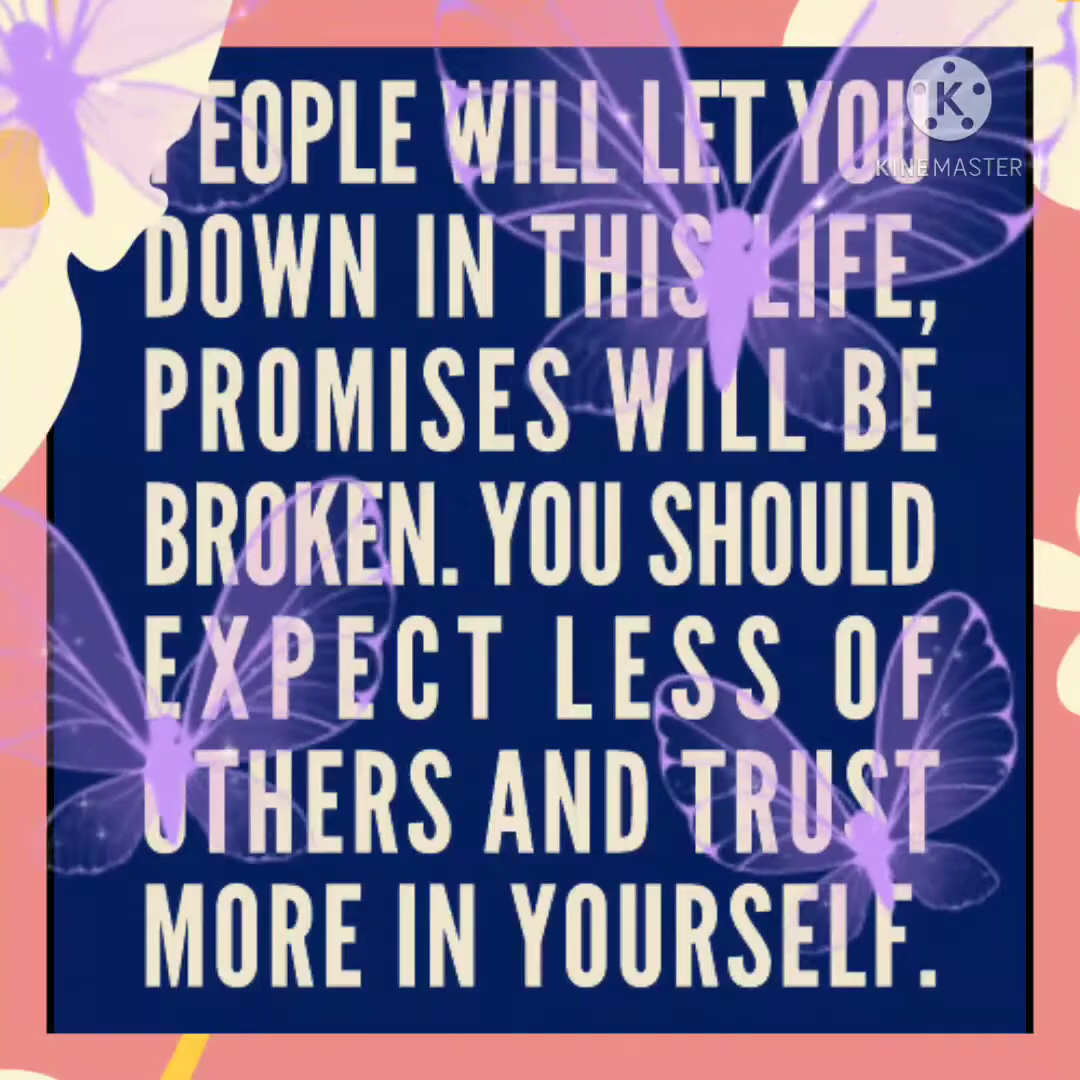 PEOPLE WILL LET YOU
DOWN IN THIS LIFE,
PROMISES WILL BE
BROKEN. YOU SHOULD
EXPECT LESS OF
OTHERS AND TRUST
MORE IN YOURSELF.
K
KINEMASTER